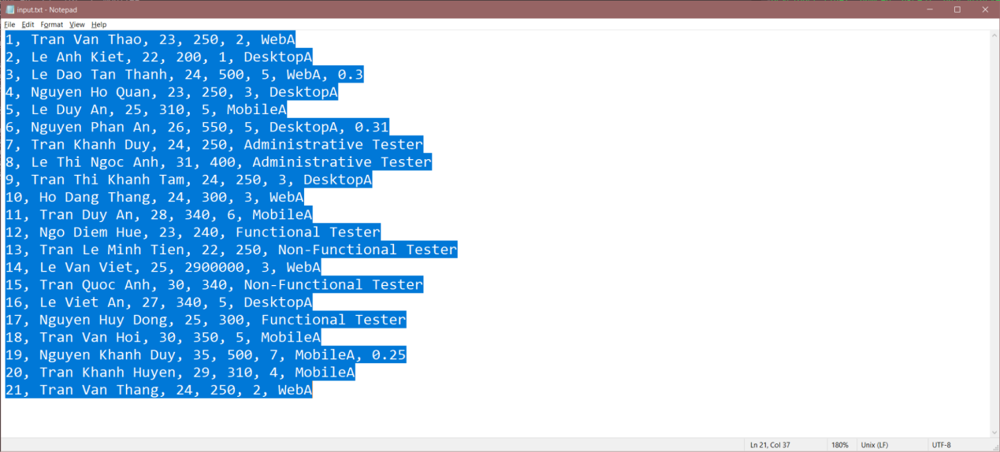 input.txt - Notepad
File Edit Format View Help
1, Tran Van Thao, 23, 250, 2, WebA
2, Le Anh Kiet, 22, 200, 1, DesktopA
3, Le Dao Tan Thanh, 24, 500, 5, WebA, 0.3
4, Nguyen Ho Quan, 23, 250, 3, DesktopA
5, Le Duy An, 25, 310, 5, MobileA
6, Nguyen Phan An, 26, 550, 5, DesktopA, 0.31
7, Tran Khanh Duy, 24, 250, Administrative Tester
8, Le Thi Ngoc Anh, 31, 400, Administrative Tester
9, Tran Thi Khanh Tam, 24, 250, 3, DesktopA
10, Ho Dang Thang, 24, 300, 3, WebA
11, Tran Duy An, 28, 340, 6, MobileA
12, Ngo Diem Hue, 23, 240, Functional Tester
13, Tran Le Minh Tien, 22, 250, Non-Functional Tester
14, Le Van Viet, 25, 2900000, 3, WebA
15, Tran Quoc Anh, 30, 340, Non-Functional Tester
16, Le Viet An, 27, 340, 5, DesktopA
17, Nguyen Huy Dong, 25, 300, Functional Tester
18, Tran Van Hoi, 30, 350, 5, MobileA
19, Nguyen Khanh Duy, 35, 500, 7, MobileA, 0.25
20, Tran Khanh Huyen, 29, 310, 4, MobileA
21, Tran Van Thang, 24, 250, 2, WebA
Ln 21, Col 37 180% Unix (LF) UTF-8